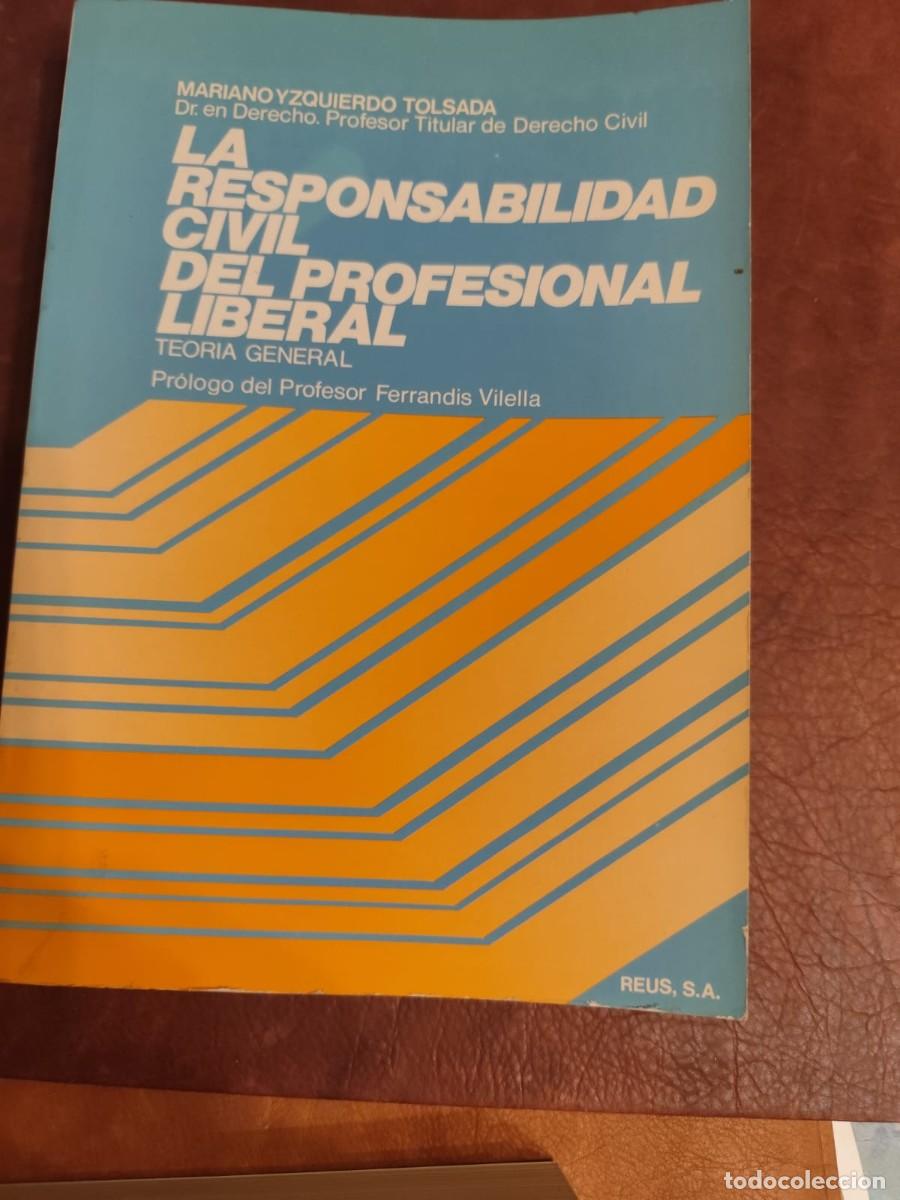 MARIANO YZQUIERDO TOLSADA
Dr. en Derecho. Profesor Titular de Derecho Civil
LA
RESPONSABILIDAD
CIVIL
DEL PROFESIONAL
LIBERAL
TEORIA GENERAL
Prólogo del Profesor Ferrandis Vilella
REUS, S.A.
todocoleccion